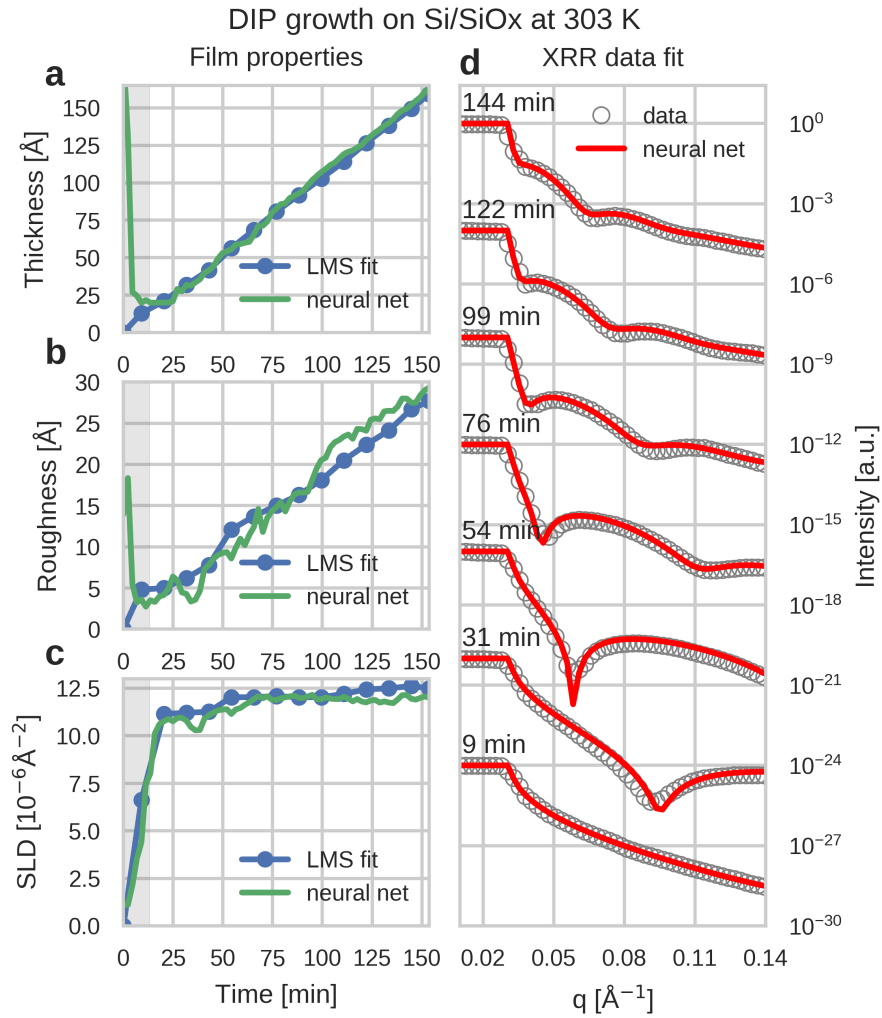 DIP growth on Si/SiOx at 303 K
Film properties
a
Thickness [Å]
150
125
100
75
50
25
0
LMS fit
neural net
0 25 50 75 100 125 150
b
Roughness [Å]
30
25
20
15
10
5
0
LMS fit
neural net
0 25 50 75 100 125 150
c
SLD [10⁻⁶Å⁻²]
12.5
10.0
7.5
5.0
2.5
0.0
LMS fit
neural net
0 25 50 75 100 125 150
Time [min]
d
XRR data fit
data
neural net
144 min
122 min
99 min
76 min
54 min
31 min
9 min
10⁰
10⁻³
10⁻⁶
10⁻⁹
10⁻¹²
10⁻¹⁵
10⁻¹⁸
10⁻²¹
10⁻²⁴
10⁻²⁷
10⁻³⁰
Intensity [a.u.]
0.02 0.05 0.08 0.11 0.14
q [Å⁻¹]